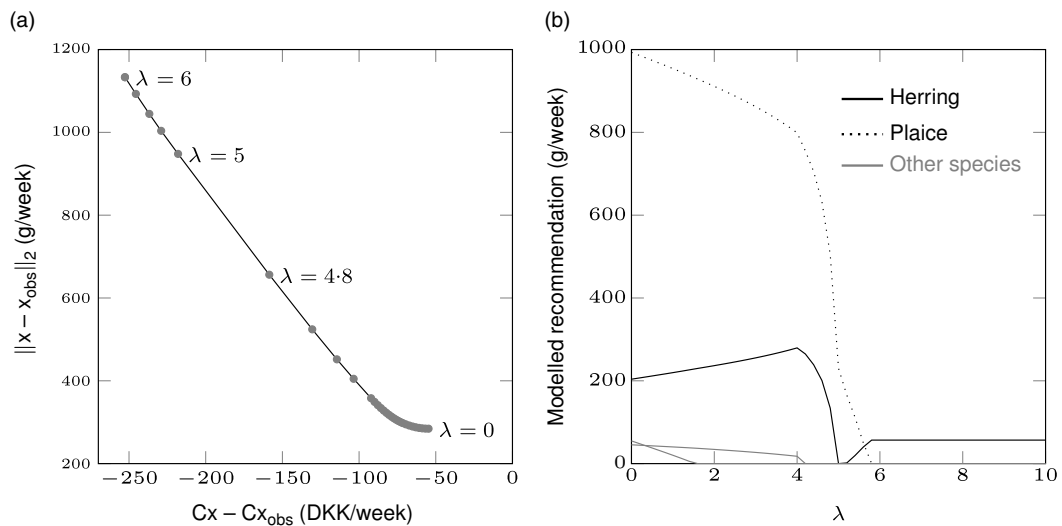 (a)
1200
1000
800
600
400
200
||x – x_obs||₂ (g/week)
λ = 6
λ = 5
λ = 4·8
λ = 0
−250
−200
−150
−100
−50
0
Cx – Cx_obs (DKK/week)
(b)
1000
800
600
400
200
0
Modelled recommendation (g/week)
Herring
Plaice
Other species
0
2
4
6
8
10
λ